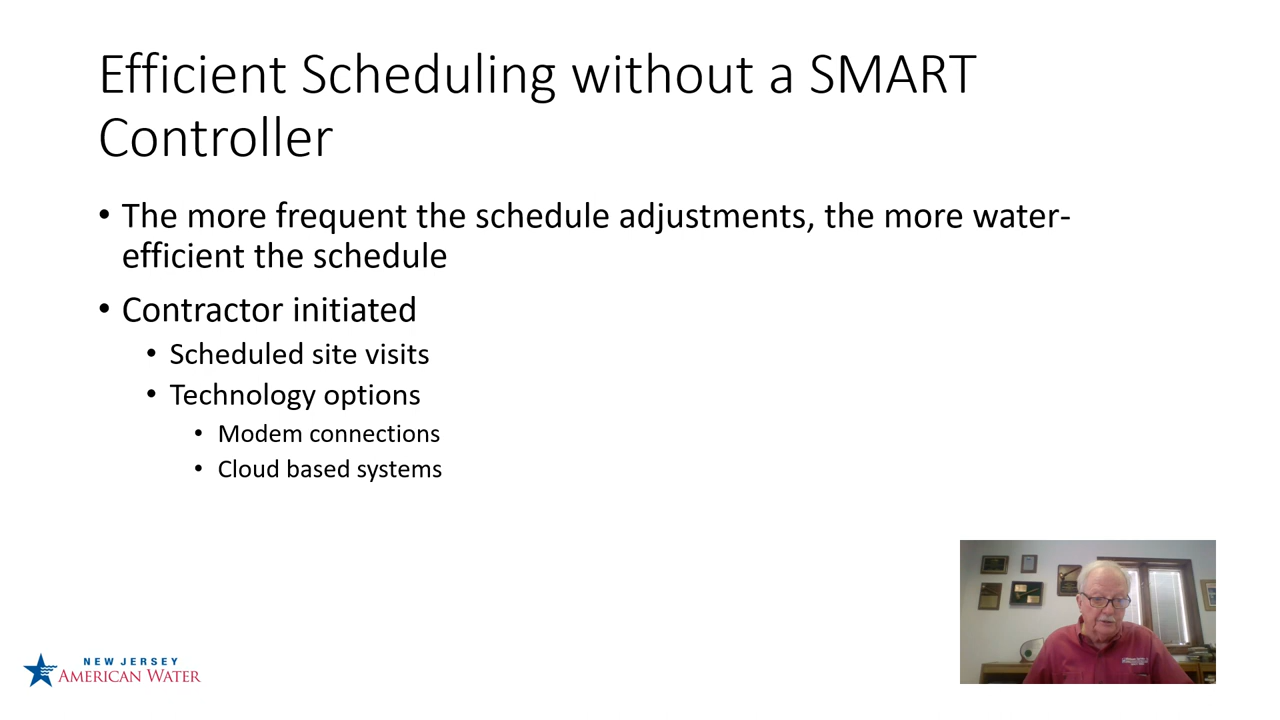 Efficient Scheduling without a SMART
Controller
• The more frequent the schedule adjustments, the more water-
efficient the schedule
• Contractor initiated
• Scheduled site visits
• Technology options
• Modem connections
• Cloud based systems
NEW JERSEY
AMERICAN WATER